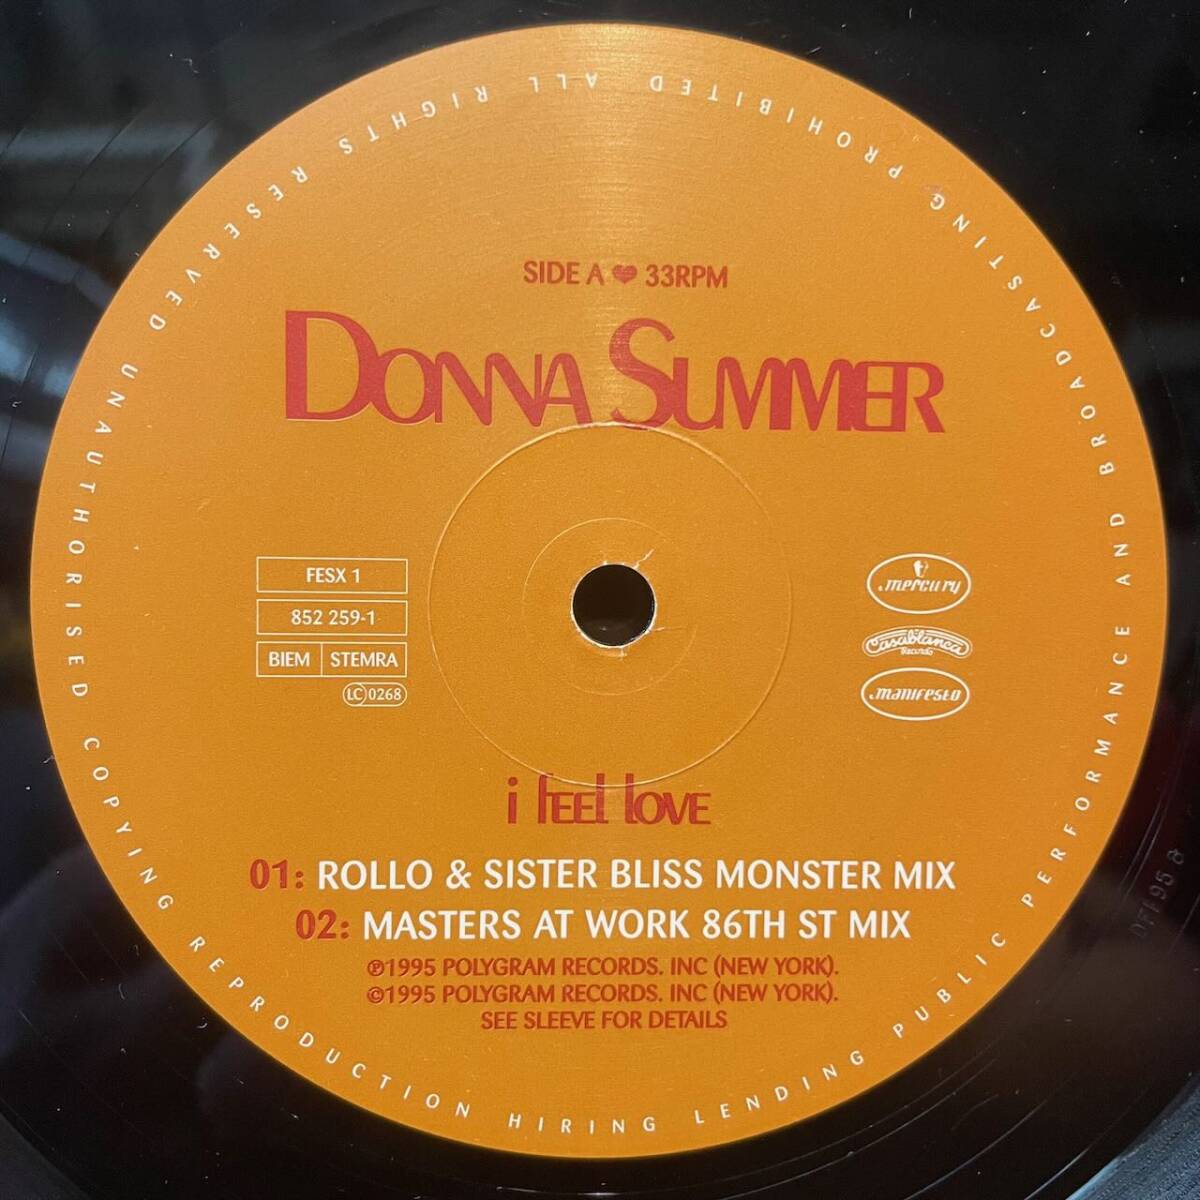 SIDE A ♥ 33RPM
DONNA SUMMER
FESX 1
852 259-1
BIEM STEMRA
LC 0268
mercury
Casablanca
Records
manifesto
i feel love
01: ROLLO & SISTER BLISS MONSTER MIX
02: MASTERS AT WORK 86TH ST MIX
℗1995 POLYGRAM RECORDS. INC (NEW YORK).
©1995 POLYGRAM RECORDS. INC (NEW YORK).
SEE SLEEVE FOR DETAILS
ALL RIGHTS RESERVED UNAUTHORISED COPYING REPRODUCTION HIRING LENDING PUBLIC PERFORMANCE AND BROADCASTING PROHIBITED